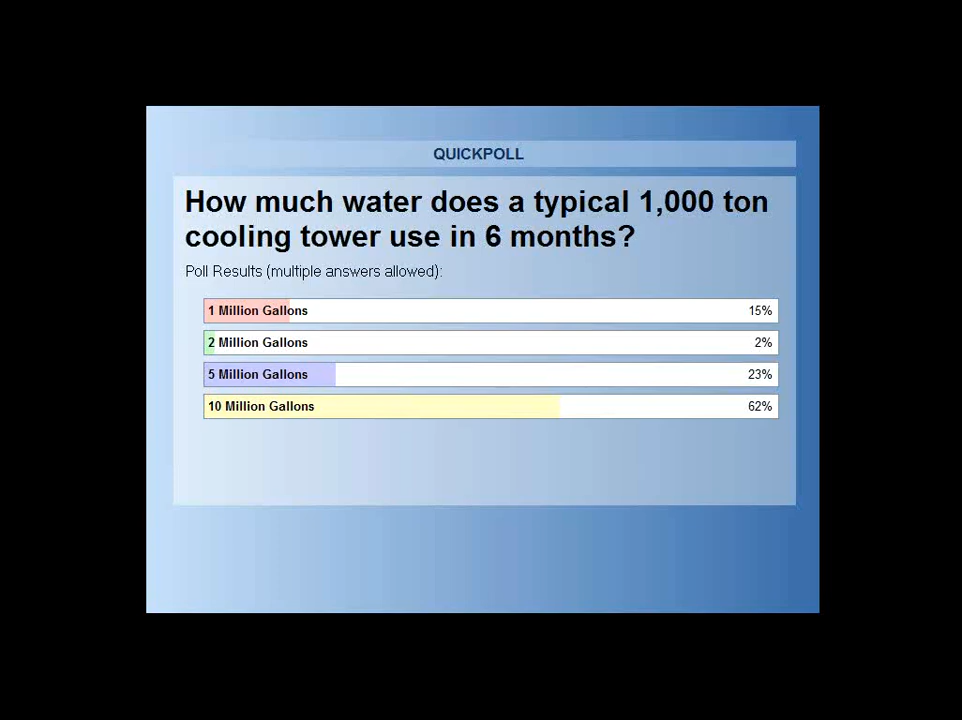 QUICKPOLL
How much water does a typical 1,000 ton
cooling tower use in 6 months?
Poll Results (multiple answers allowed):
1 Million Gallons 15%
2 Million Gallons 2%
5 Million Gallons 23%
10 Million Gallons 62%